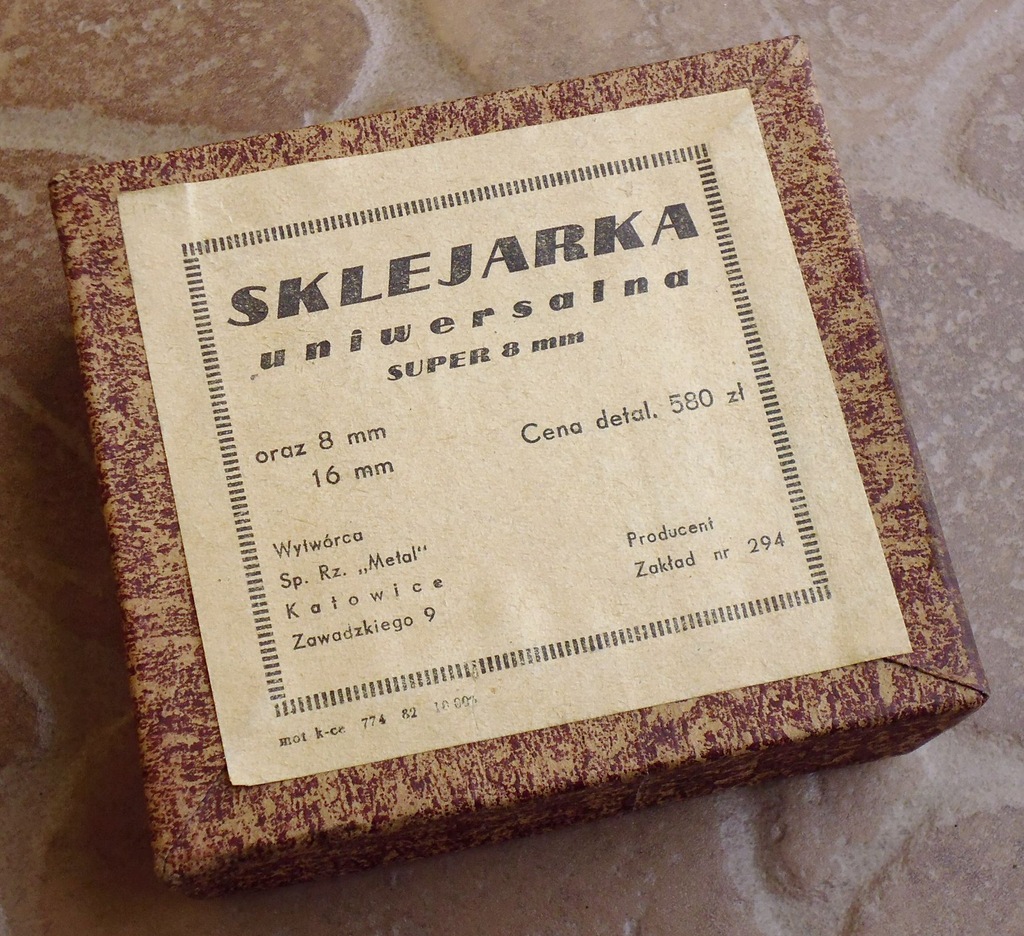 SKLEJARKA
uniwersalna
SUPER 8 mm
oraz 8 mm
16 mm
Cena detal. 580 zł
Wytwórca
Sp. Rz. „Metal“
Katowice
Zawadzkiego 9
Producent
Zakład nr 294
mot k-ce 774 82